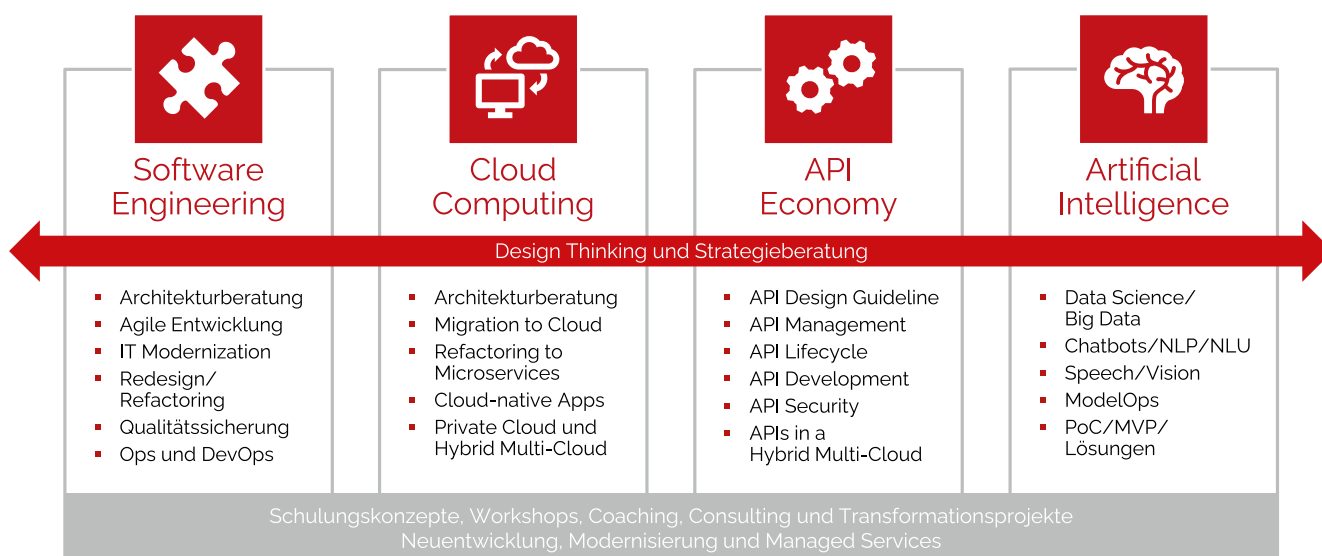 Software
Engineering
Cloud
Computing
API
Economy
Artificial
Intelligence
Design Thinking und Strategieberatung
Architekturberatung
Agile Entwicklung
IT Modernization
Redesign/
Refactoring
Qualitätssicherung
Ops und DevOps
Architekturberatung
Migration to Cloud
Refactoring to
Microservices
Cloud-native Apps
Private Cloud und
Hybrid Multi-Cloud
API Design Guideline
API Management
API Lifecycle
API Development
API Security
APIs in a
Hybrid Multi-Cloud
Data Science/
Big Data
Chatbots/NLP/NLU
Speech/Vision
ModelOps
PoC/MVP/
Lösungen
Schulungskonzepte, Workshops, Coaching, Consulting und Transformationsprojekte
Neuentwicklung, Modernisierung und Managed Services